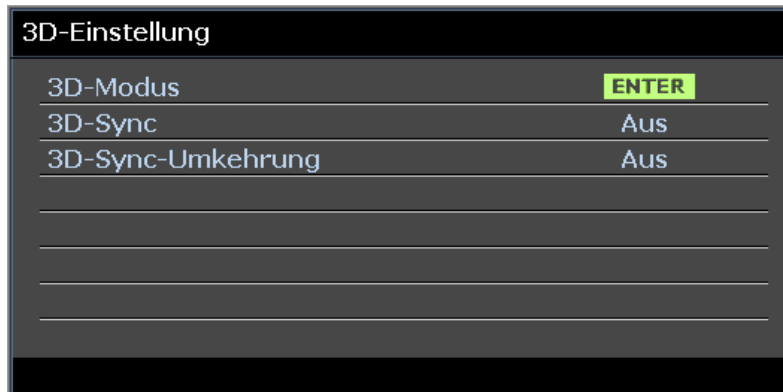 3D-Einstellung
3D-Modus ENTER
3D-Sync Aus
3D-Sync-Umkehrung Aus